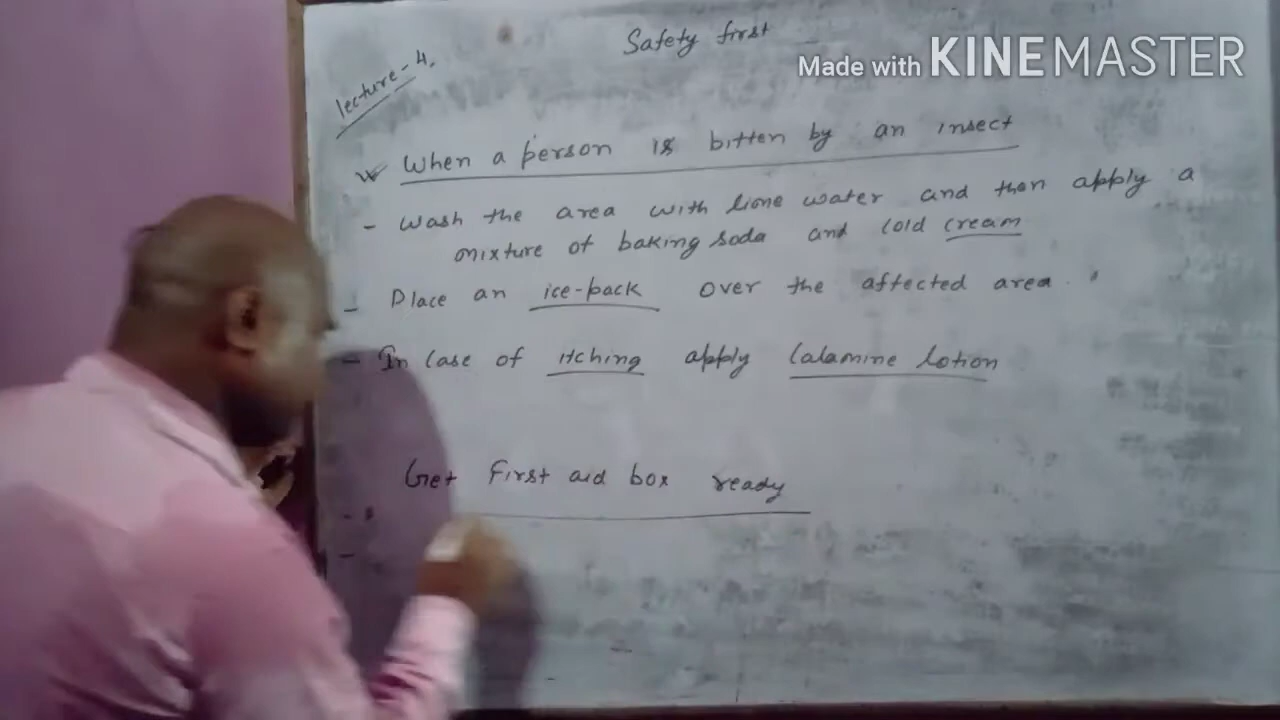 Safety first
Made with KINEMASTER
Lecture-4.
When a person is bitten by an insect
- Wash the area with lime water and then apply a
mixture of baking soda and cold cream
- Place an ice-pack over the affected area.
- In case of itching apply Calamine lotion
Get First aid box ready
-
-